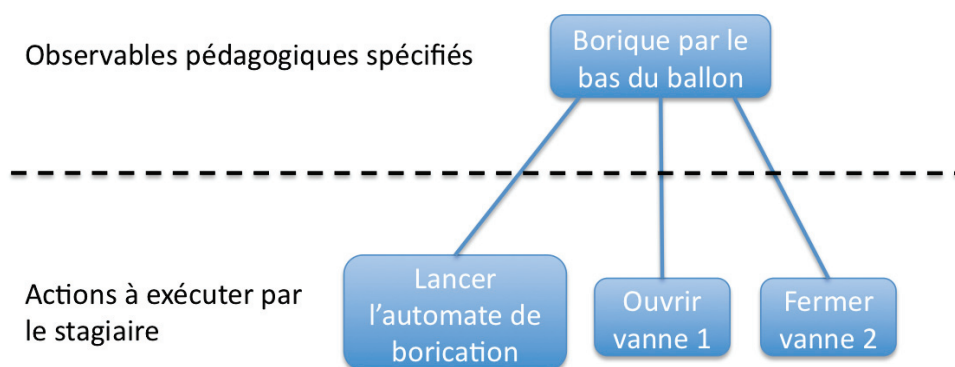 Observables pédagogiques spécifiés
Borique par le
bas du ballon
Actions à exécuter par
le stagiaire
Lancer
l'automate de
borication
Ouvrir
vanne 1
Fermer
vanne 2